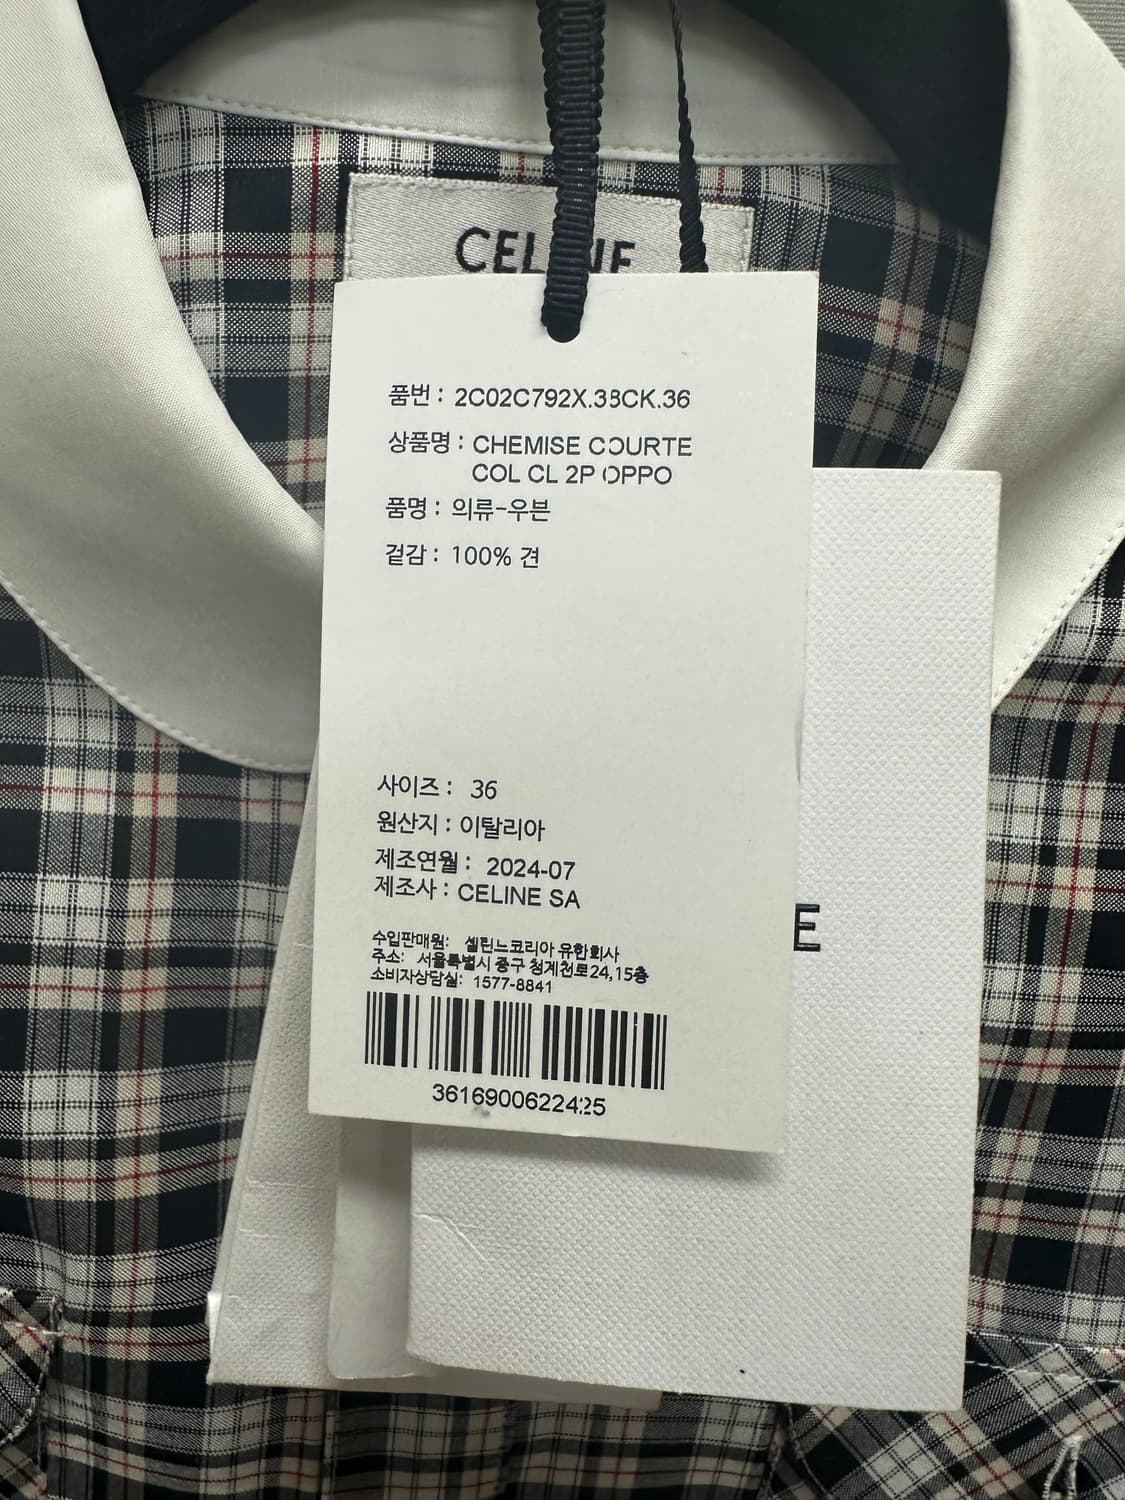 CELINE
품번 : 2C02C792X.38CK.36
상품명 : CHEMISE COURTE
COL CL 2P OPPO
품명 : 의류-우븐
겉감 : 100% 견
사이즈 : 36
원산지 : 이탈리아
제조연월 : 2024-07
제조사 : CELINE SA
수입판매원: 셀린느코리아 유한회사
주소: 서울특별시 중구 청계천로24,15층
소비자상담실: 1577-8841
3616900622425
E